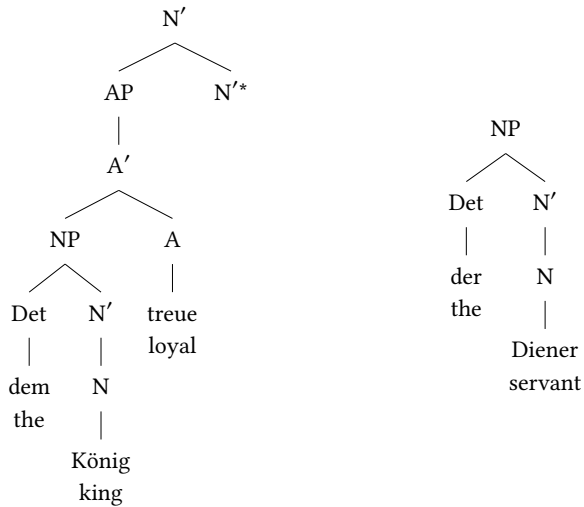 N′
AP N′*
NP
A′
Det N′
NP A
der N
the
Det N′ treue
loyal
Diener
servant
dem N
the
König
king